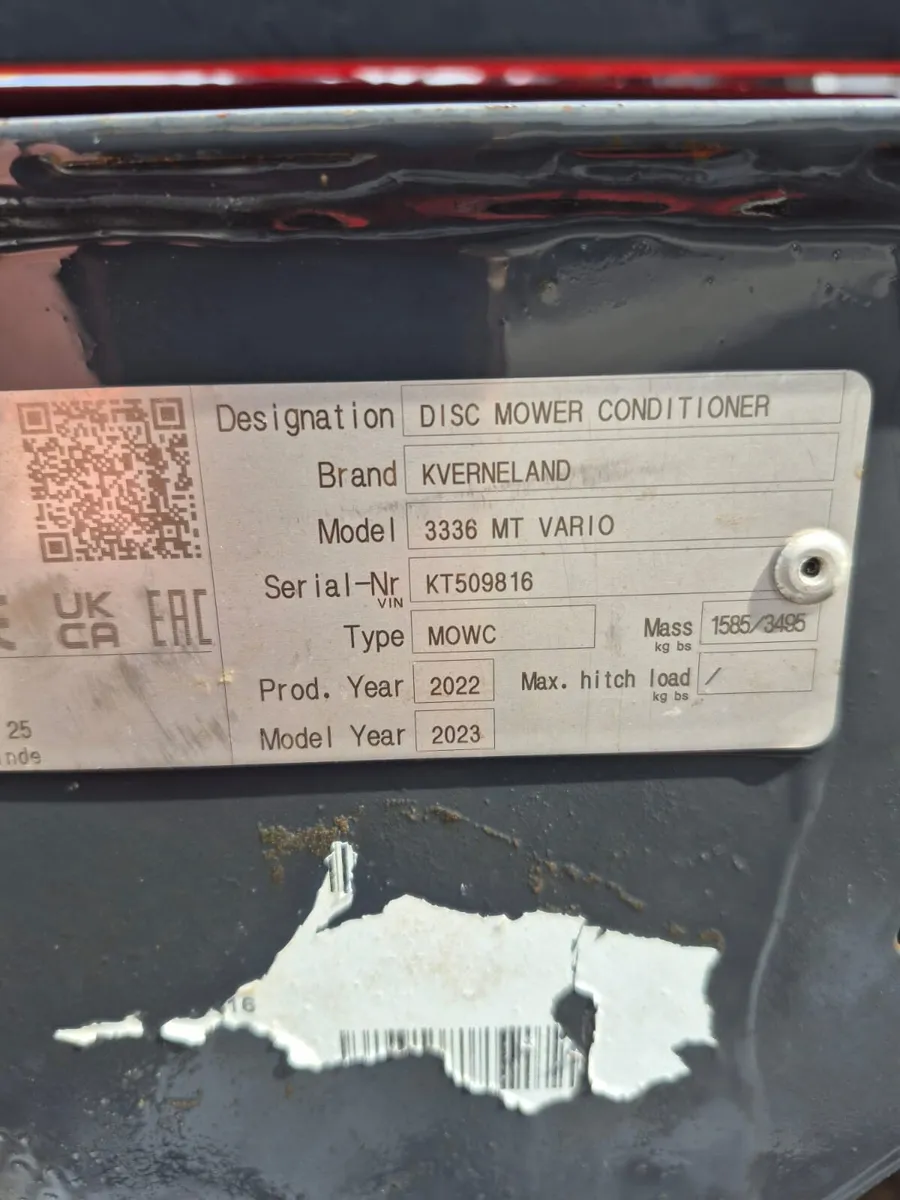 Designation DISC MOWER CONDITIONER
Brand KVERNELAND
Model 3336 MT VARIO
Serial-Nr KT509816
VIN
UK
CA EAC
Type MOWC
Mass 1585/3495
kg lbs
Prod. Year 2022
Max. hitch load /
kg lbs
Model Year 2023
25
16